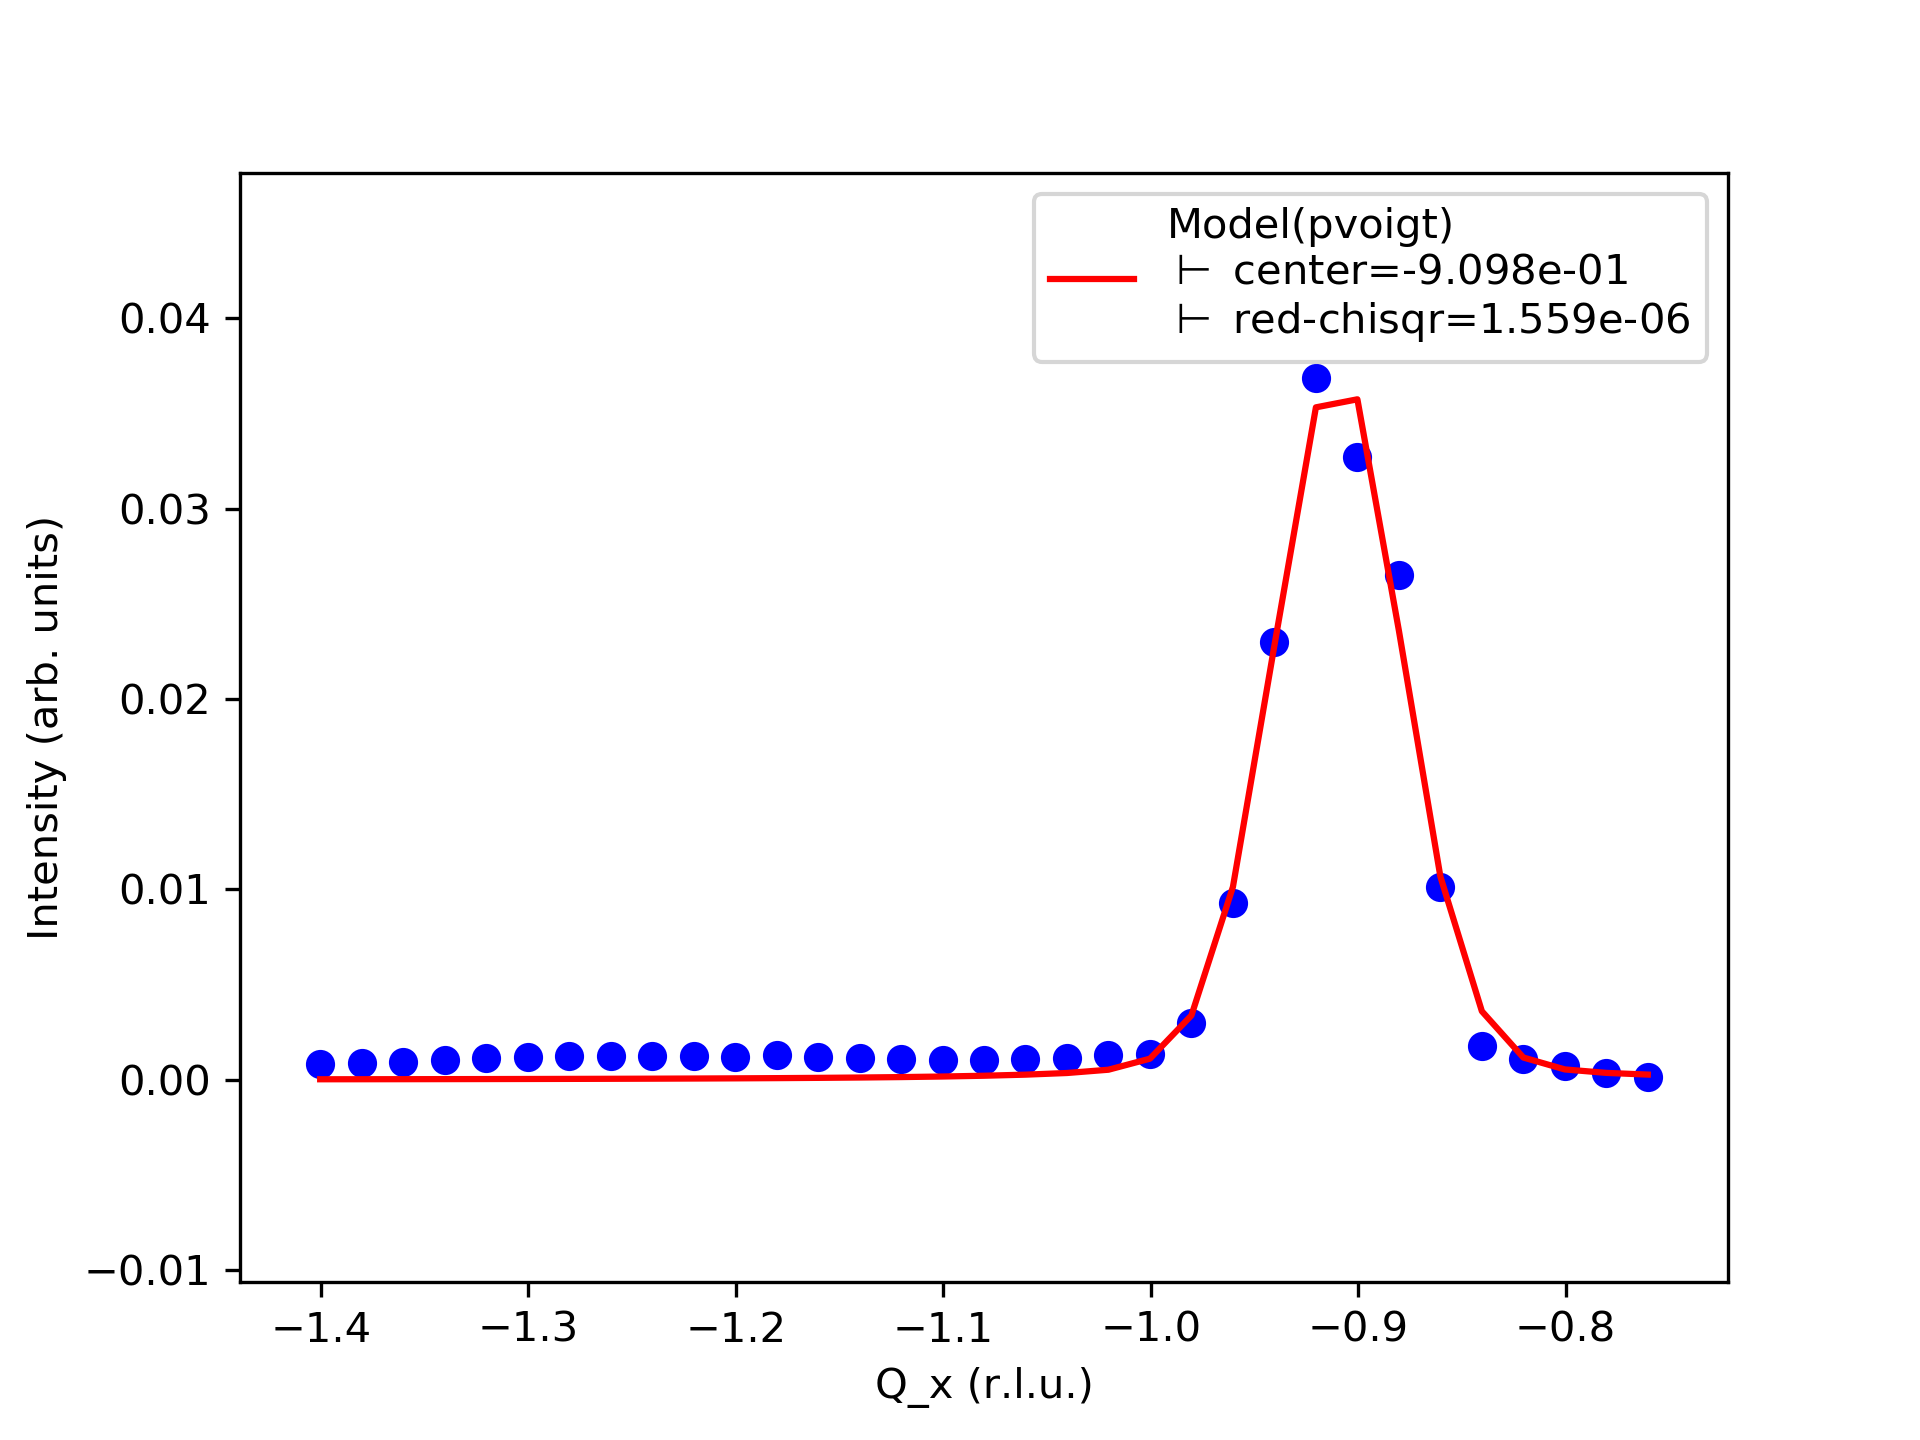 Model(pvoigt)
⊢ center=-9.098e-01
⊢ red-chisqr=1.559e-06
0.04
0.03
0.02
0.01
0.00
−0.01
Intensity (arb. units)
−1.4 −1.3 −1.2 −1.1 −1.0 −0.9 −0.8
Q_x (r.l.u.)